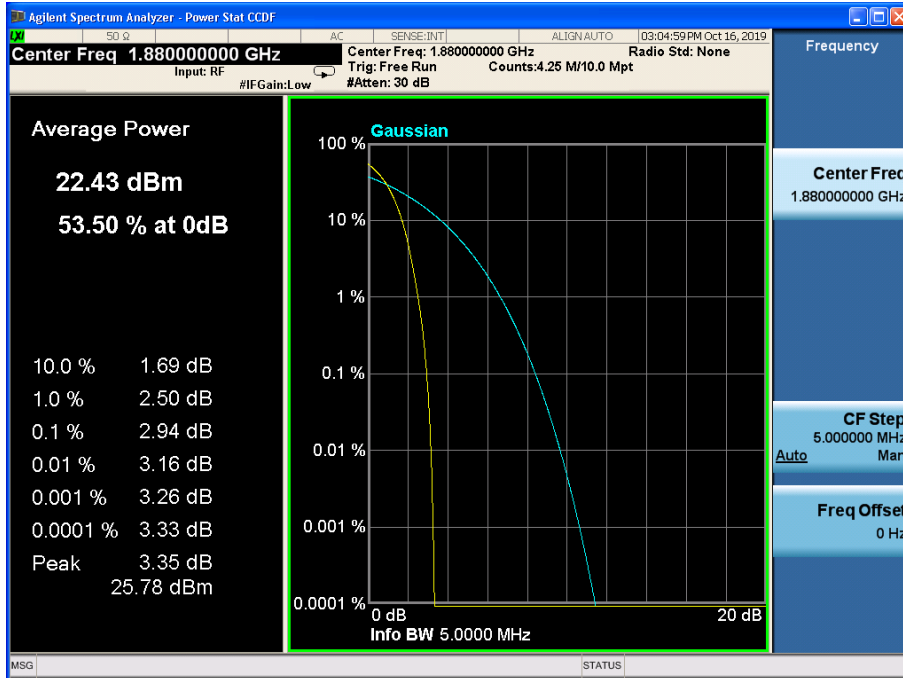 Agilent Spectrum Analyzer - Power Stat CCDF
LXI 50 Ω AC SENSE:INT ALIGN AUTO 03:04:59 PM Oct 16, 2019
Center Freq 1.880000000 GHz
Input: RF
#IFGain:Low
Center Freq: 1.880000000 GHz Radio Std: None
Trig: Free Run Counts:4.25 M/10.0 Mpt
#Atten: 30 dB
Average Power
22.43 dBm
53.50 % at 0dB
10.0 % 1.69 dB
1.0 % 2.50 dB
0.1 % 2.94 dB
0.01 % 3.16 dB
0.001 % 3.26 dB
0.0001 % 3.33 dB
Peak 3.35 dB
25.78 dBm
Gaussian
100 %
10 %
1 %
0.1 %
0.01 %
0.001 %
0.0001 %
0 dB 20 dB
Info BW 5.0000 MHz
Frequency
Center Freq
1.880000000 GHz
CF Step
5.000000 MHz
Auto Man
Freq Offset
0 Hz
MSG STATUS